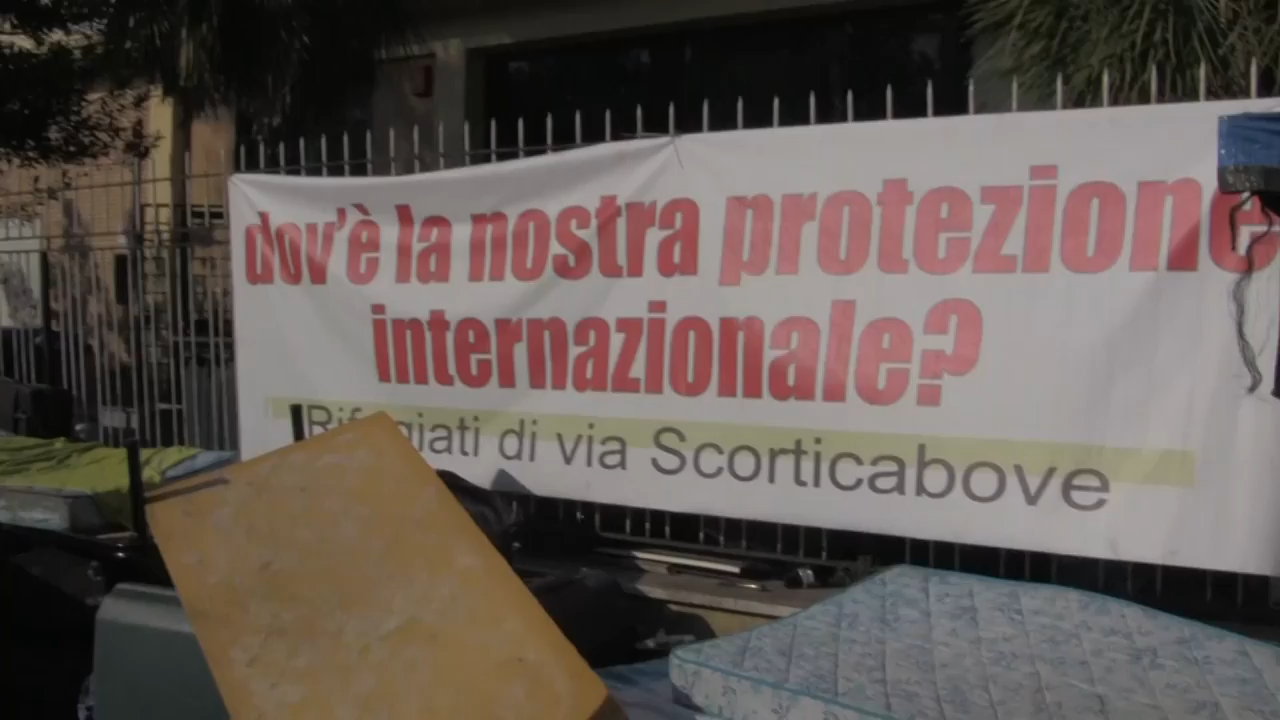 dov'è la nostra protezione
internazionale?
Rifugiati di via Scorticabove